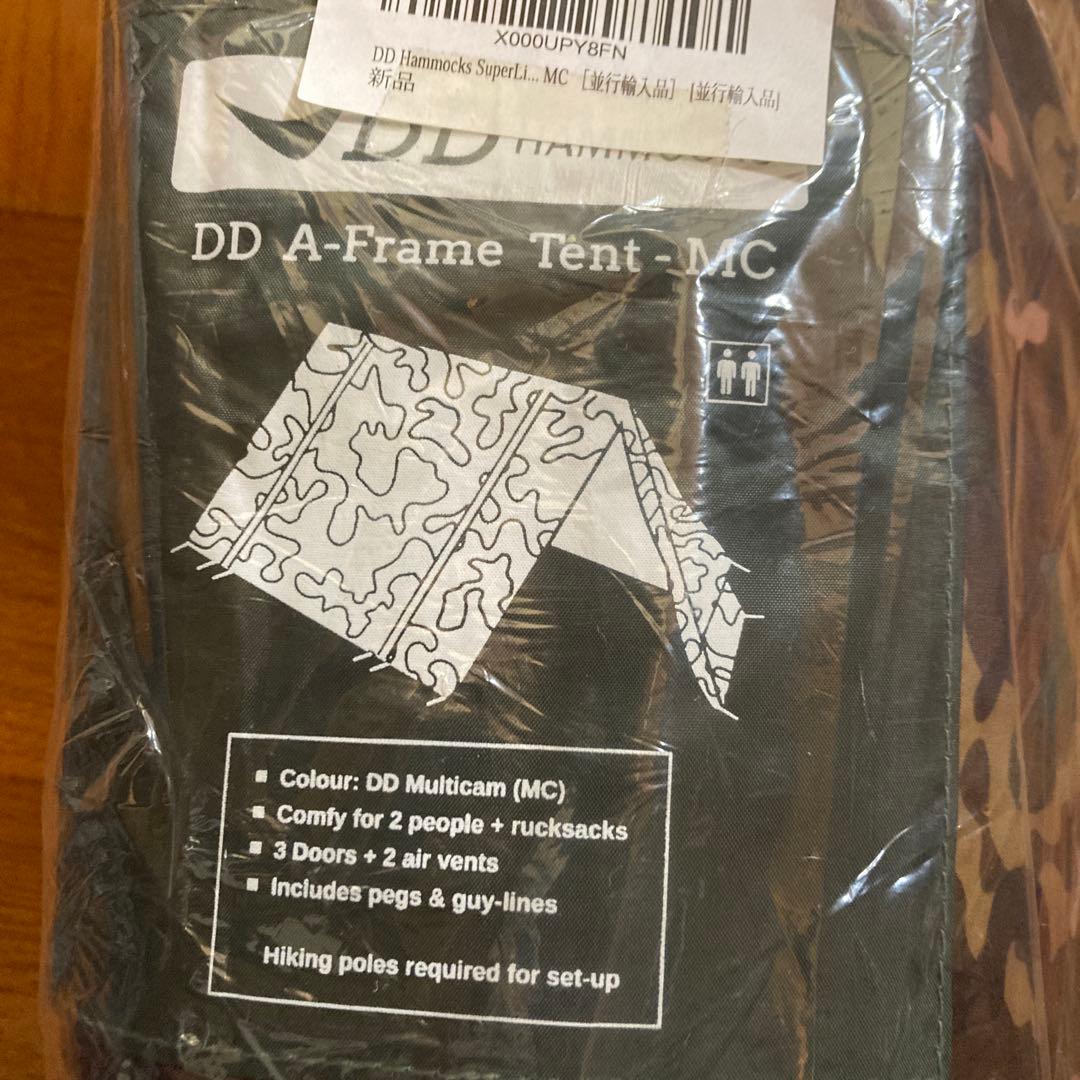 X000UPY8FN
DD Hammocks SuperLi... MC [並行輸入品] [並行輸入品]
新品
DD HAMMOCKS
DD A-Frame Tent - MC
Colour: DD Multicam (MC)
Comfy for 2 people + rucksacks
3 Doors + 2 air vents
Includes pegs & guy-lines
Hiking poles required for set-up